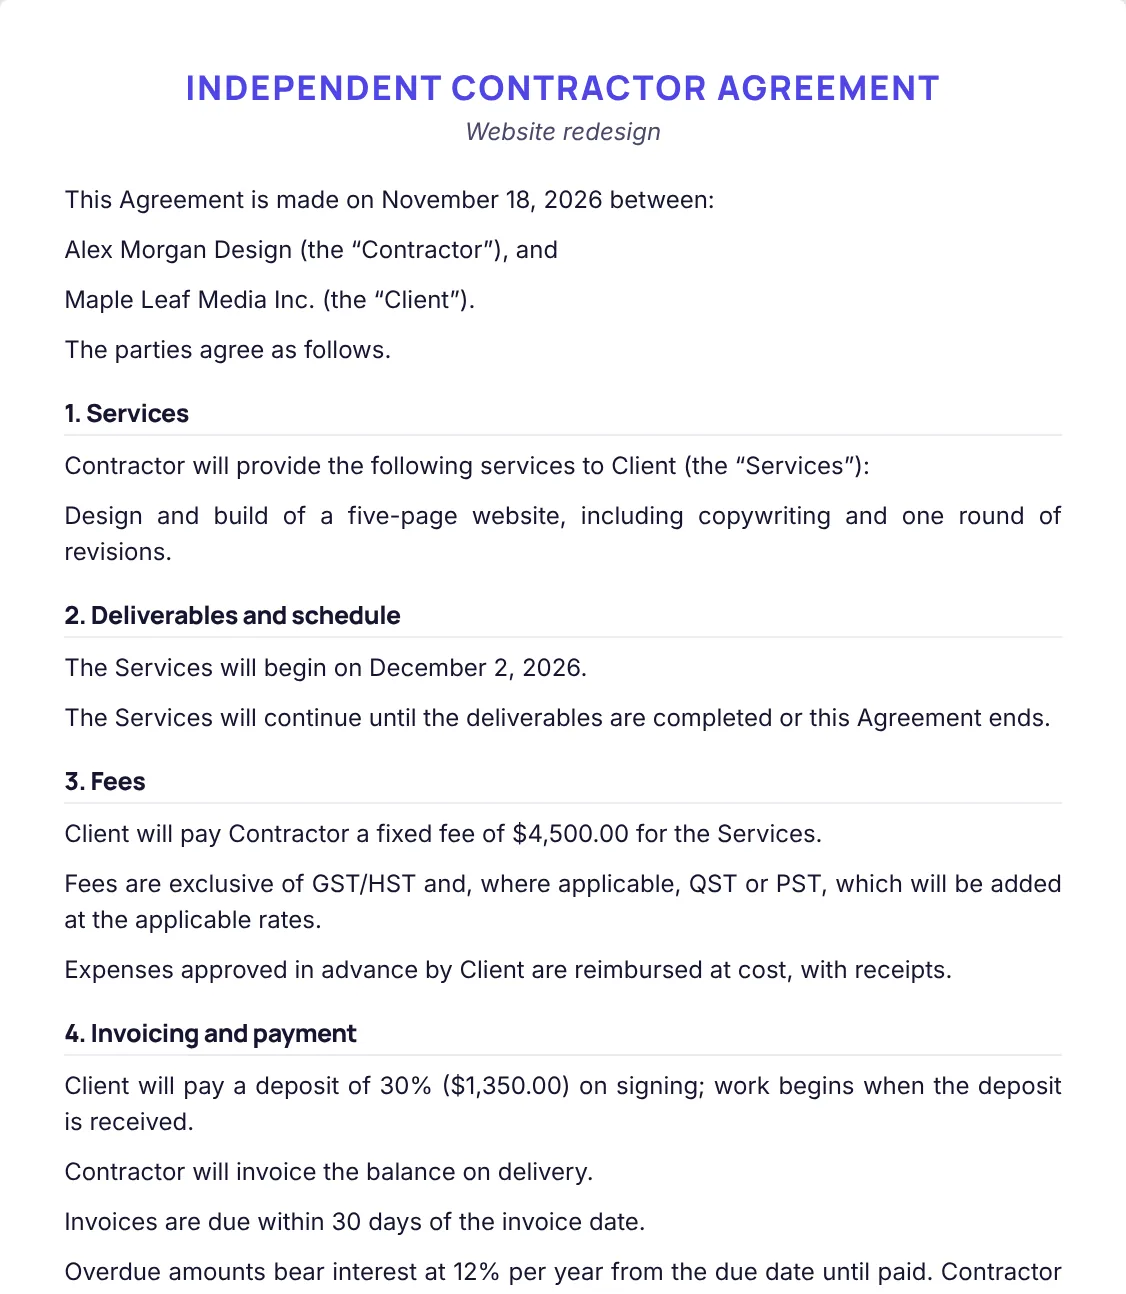 INDEPENDENT CONTRACTOR AGREEMENT
Website redesign
This Agreement is made on November 18, 2026 between:
Alex Morgan Design (the “Contractor”), and
Maple Leaf Media Inc. (the “Client”).
The parties agree as follows.
1. Services
Contractor will provide the following services to Client (the “Services”):
Design and build of a five-page website, including copywriting and one round of
revisions.
2. Deliverables and schedule
The Services will begin on December 2, 2026.
The Services will continue until the deliverables are completed or this Agreement ends.
3. Fees
Client will pay Contractor a fixed fee of $4,500.00 for the Services.
Fees are exclusive of GST/HST and, where applicable, QST or PST, which will be added
at the applicable rates.
Expenses approved in advance by Client are reimbursed at cost, with receipts.
4. Invoicing and payment
Client will pay a deposit of 30% ($1,350.00) on signing; work begins when the deposit
is received.
Contractor will invoice the balance on delivery.
Invoices are due within 30 days of the invoice date.
Overdue amounts bear interest at 12% per year from the due date until paid. Contractor